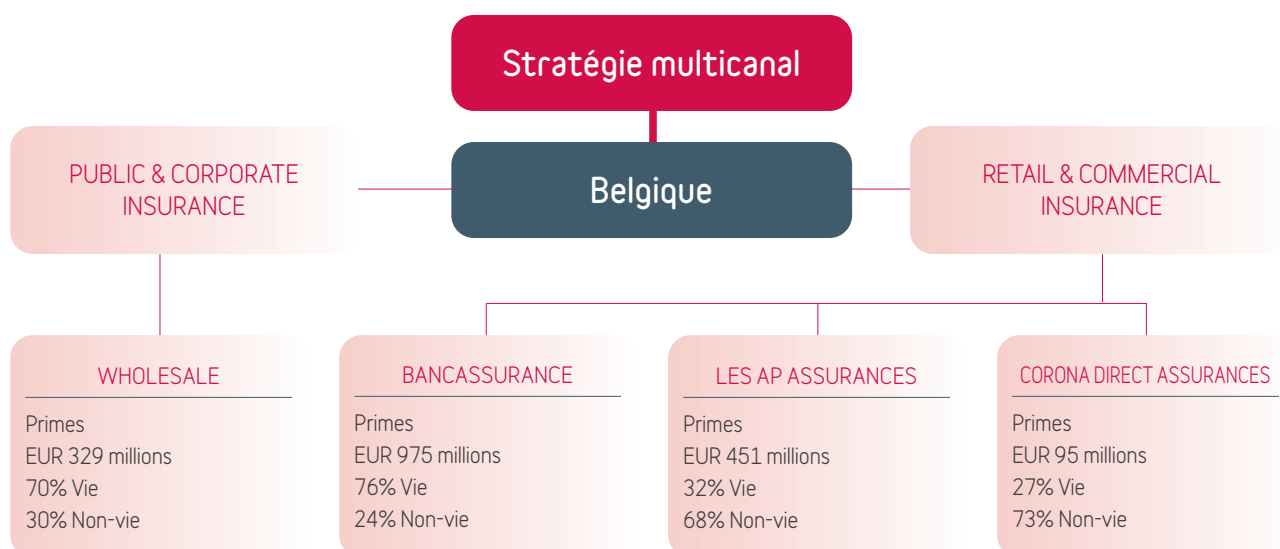 Stratégie multicanal
Belgique
PUBLIC & CORPORATE
INSURANCE
RETAIL & COMMERCIAL
INSURANCE
WHOLESALE
Primes
EUR 329 millions
70% Vie
30% Non-vie
BANCASSURANCE
Primes
EUR 975 millions
76% Vie
24% Non-vie
LES AP ASSURANCES
Primes
EUR 451 millions
32% Vie
68% Non-vie
CORONA DIRECT ASSURANCES
Primes
EUR 95 millions
27% Vie
73% Non-vie